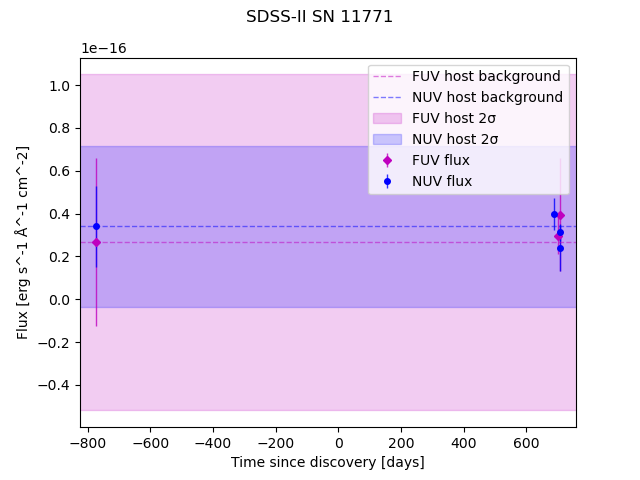 SDSS-II SN 11771
1e−16
FUV host background
NUV host background
FUV host 2σ
NUV host 2σ
FUV flux
NUV flux
1.0
0.8
0.6
0.4
0.2
0.0
−0.2
−0.4
Flux [erg s^-1 Å^-1 cm^-2]
−800
−600
−400
−200
0
200
400
600
Time since discovery [days]